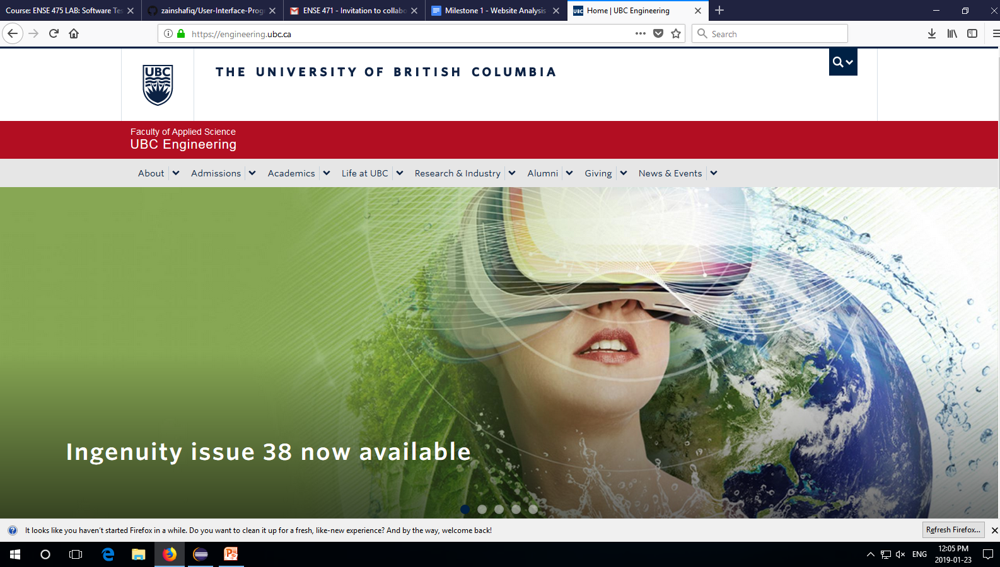 Course: ENSE 475 LAB: Software Tes
zainshafiq/User-Interface-Progr
ENSE 471 - Invitation to collabo
Milestone 1 - Website Analysis
UBC
Home | UBC Engineering
https://engineering.ubc.ca
Search
UBC
THE UNIVERSITY OF BRITISH COLUMBIA
Faculty of Applied Science
UBC Engineering
About
Admissions
Academics
Life at UBC
Research & Industry
Alumni
Giving
News & Events
Ingenuity issue 38 now available
It looks like you haven't started Firefox in a while. Do you want to clean it up for a fresh, like-new experience? And by the way, welcome back!
Refresh Firefox...
ENG
12:05 PM
2019-01-23